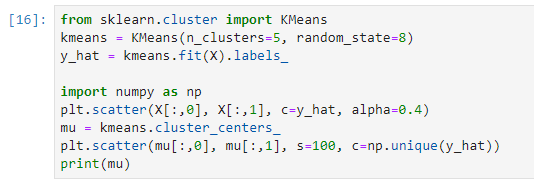 [16]: from sklearn.cluster import KMeans
kmeans = KMeans(n_clusters=5, random_state=8)
y_hat = kmeans.fit(X).labels_

import numpy as np
plt.scatter(X[:,0], X[:,1], c=y_hat, alpha=0.4)
mu = kmeans.cluster_centers_
plt.scatter(mu[:,0], mu[:,1], s=100, c=np.unique(y_hat))
print(mu)